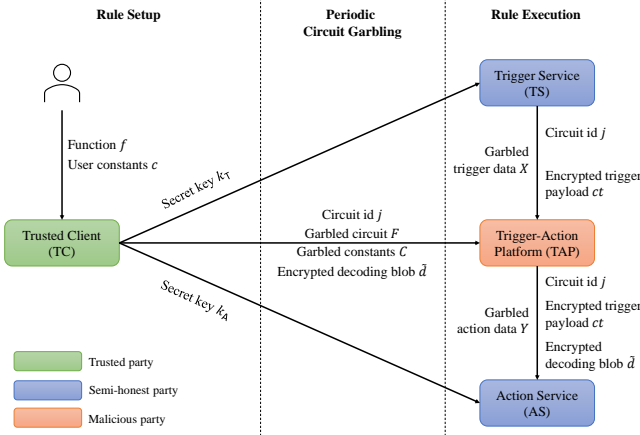 Rule Setup
Periodic
Circuit Garbling
Rule Execution
Trigger Service
(TS)
Function f
User constants c
Secret key k_T
Circuit id j
Garbled
trigger data X
Encrypted trigger
payload ct
Trusted Client
(TC)
Circuit id j
Garbled circuit F
Garbled constants C
Encrypted decoding blob d̃
Trigger-Action
Platform (TAP)
Secret key k_A
Circuit id j
Garbled
action data Y
Encrypted trigger
payload ct
Encrypted
decoding blob d̃
Trusted party
Semi-honest party
Malicious party
Action Service
(AS)